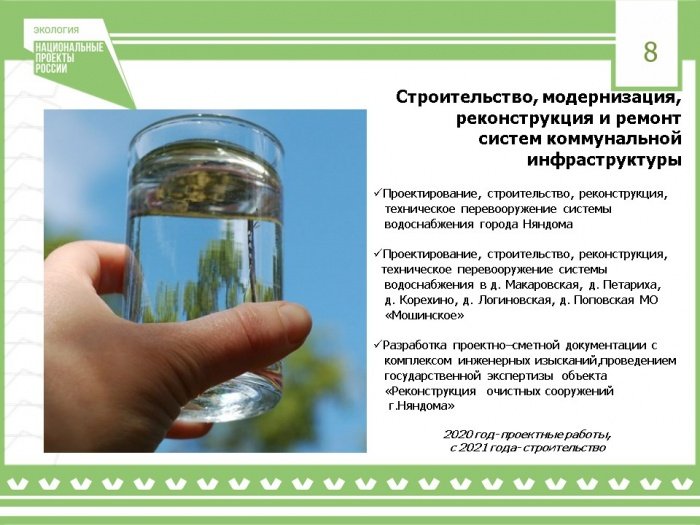 ЭКОЛОГИЯ
НАЦИОНАЛЬНЫЕ
ПРОЕКТЫ
РОССИИ
8
Строительство, модернизация,
реконструкция и ремонт
систем коммунальной
инфраструктуры
✓Проектирование, строительство, реконструкция,
техническое перевооружение системы
водоснабжения города Няндома
✓Проектирование, строительство, реконструкция,
техническое перевооружение системы
водоснабжения в д. Макаровская, д. Петариха,
д. Корехино, д. Логиновская, д. Поповская МО
«Мошинское»
✓Разработка проектно–сметной документации с
комплексом инженерных изысканий,проведением
государственной экспертизы объекта
«Реконструкция очистных сооружений
г.Няндома»
2020 год- проектные работы,
с 2021 года- строительство